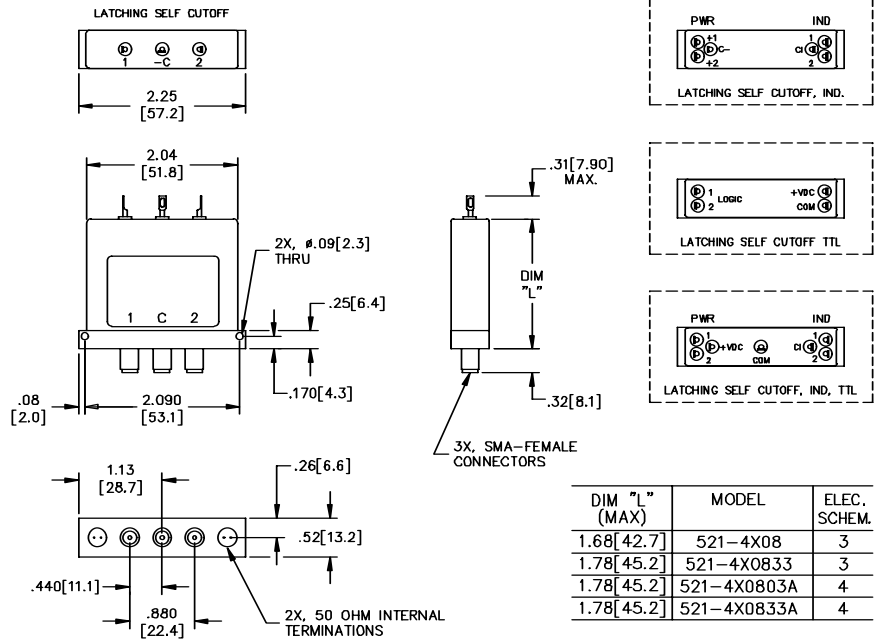 LATCHING SELF CUTOFF
1 -C 2
2.25
[57.2]
2.04
[51.8]
2X, ø.09[2.3]
THRU
1 C 2
.25[6.4]
.170[4.3]
.08
[2.0]
2.090
[53.1]
.31[7.90]
MAX.
DIM
"L"
.32[8.1]
3X, SMA-FEMALE
CONNECTORS
1.13
[28.7]
.26[6.6]
.52[13.2]
.440[11.1]
.880
[22.4]
2X, 50 OHM INTERNAL
TERMINATIONS
PWR IND
+1 1
C- CI
+2 2
LATCHING SELF CUTOFF, IND.
1 LOGIC +VDC
2 COM
LATCHING SELF CUTOFF TTL
PWR IND
1 1
+VDC COM CI
2 2
LATCHING SELF CUTOFF, IND, TTL
DIM "L" (MAX) MODEL ELEC. SCHEM.
1.68[42.7] 521-4X08 3
1.78[45.2] 521-4X0833 3
1.78[45.2] 521-4X0803A 4
1.78[45.2] 521-4X0833A 4